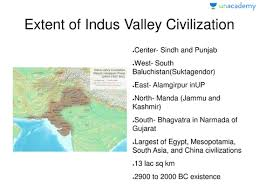 unacademy
Extent of Indus Valley Civilization
Center- Sindh and Punjab
West- South
Baluchistan(Suktagendor)
East- Alamgirpur inUP
North- Manda (Jammu and
Kashmir)
South- Bhagvatra in Narmada of
Gujarat
Largest of Egypt, Mesopotamia,
South Asia, and China civilizations
13 lac sq km
2900 to 2000 BC existence